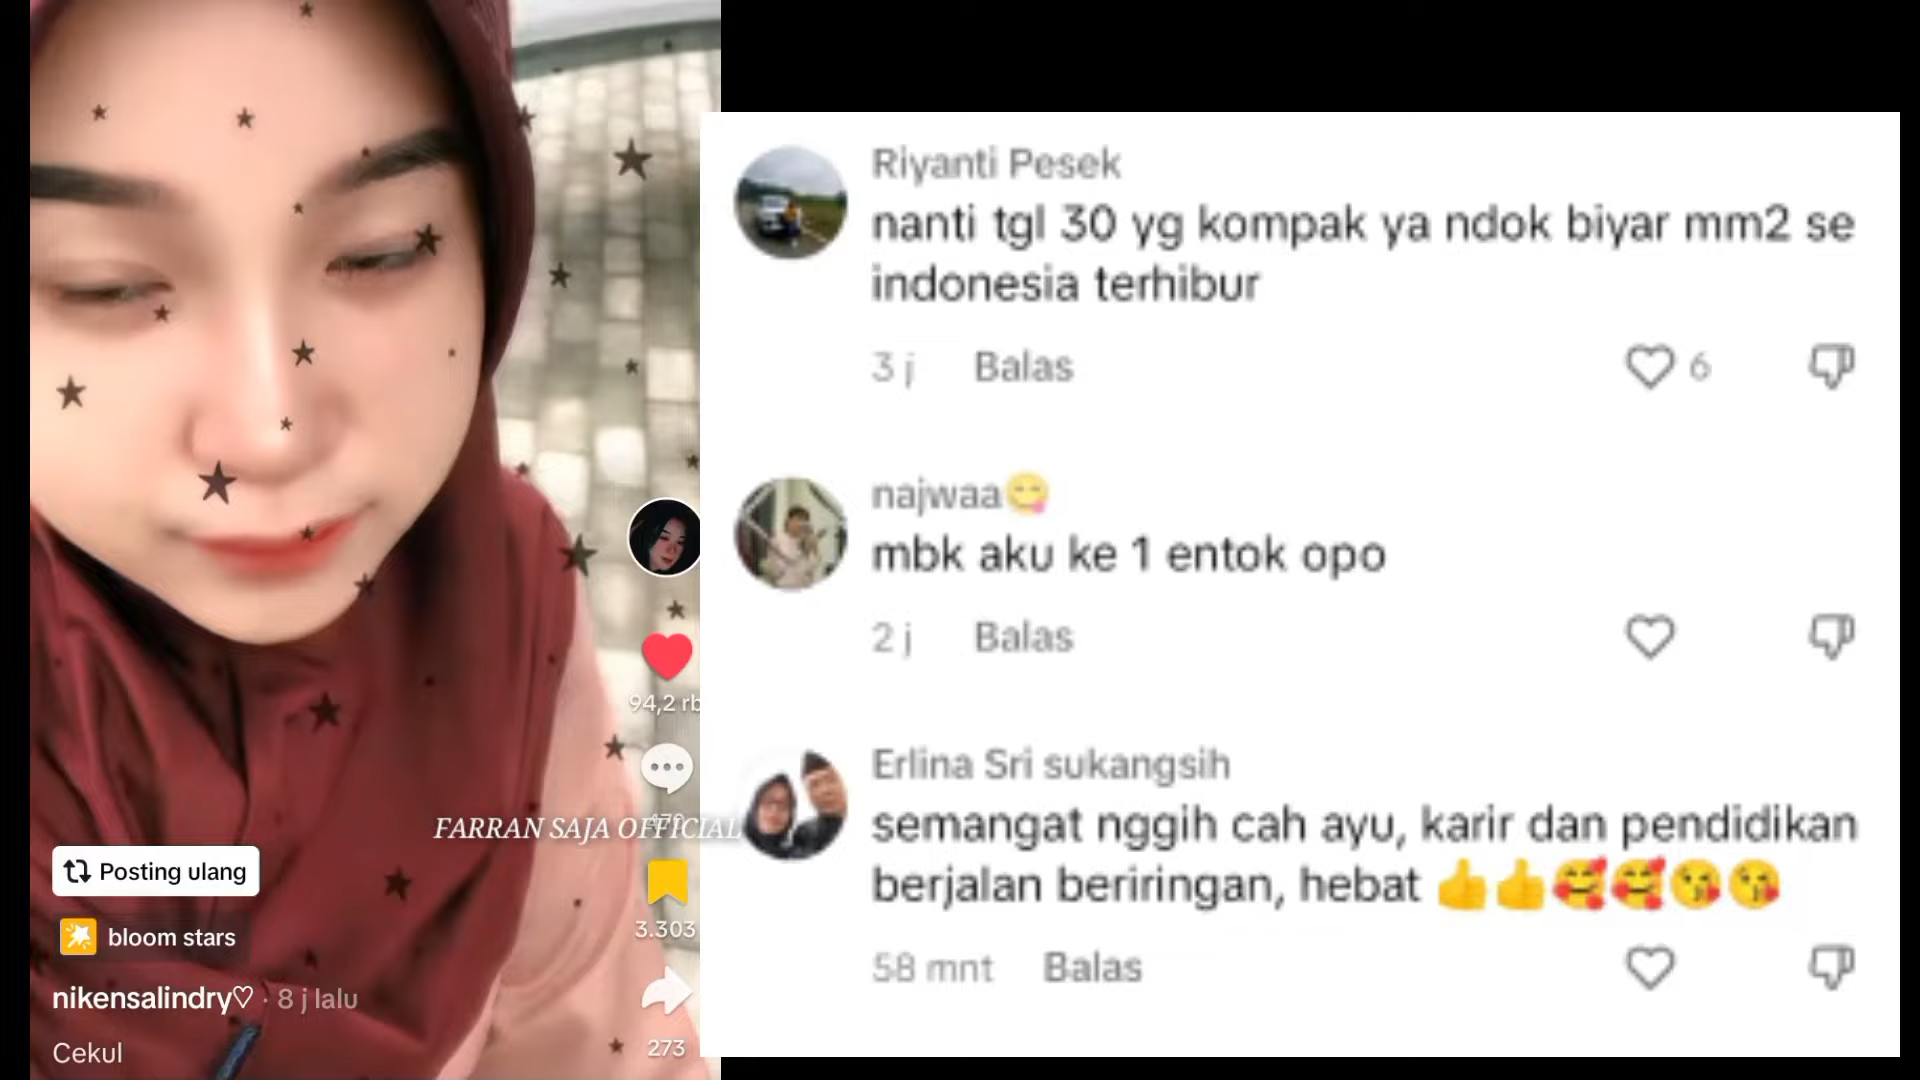 94,2 rb
FARRAN SAJA OFFICIAL
Posting ulang
3.303
bloom stars
nikensalindry♡ · 8 j lalu
273
Cekul
Riyanti Pesek
nanti tgl 30 yg kompak ya ndok biyar mm2 se
indonesia terhibur
3 j Balas 6
najwaa😋
mbk aku ke 1 entok opo
2 j Balas
Erlina Sri sukangsih
semangat nggih cah ayu, karir dan pendidikan
berjalan beriringan, hebat 👍👍🥰🥰😘😘
58 mnt Balas